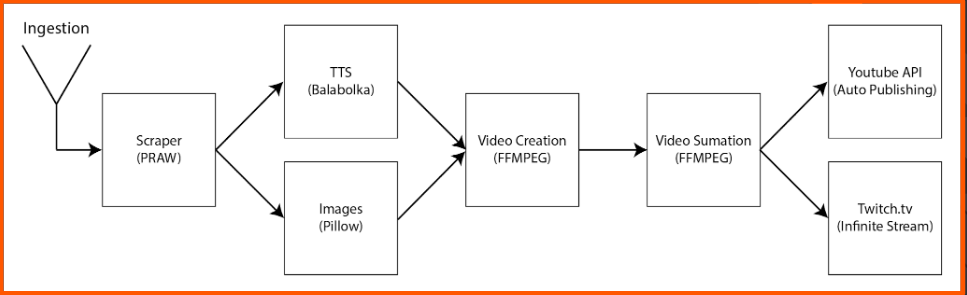 Ingestion
Scraper
(PRAW)
TTS
(Balabolka)
Images
(Pillow)
Video Creation
(FFMPEG)
Video Sumation
(FFMPEG)
Youtube API
(Auto Publishing)
Twitch.tv
(Infinite Stream)